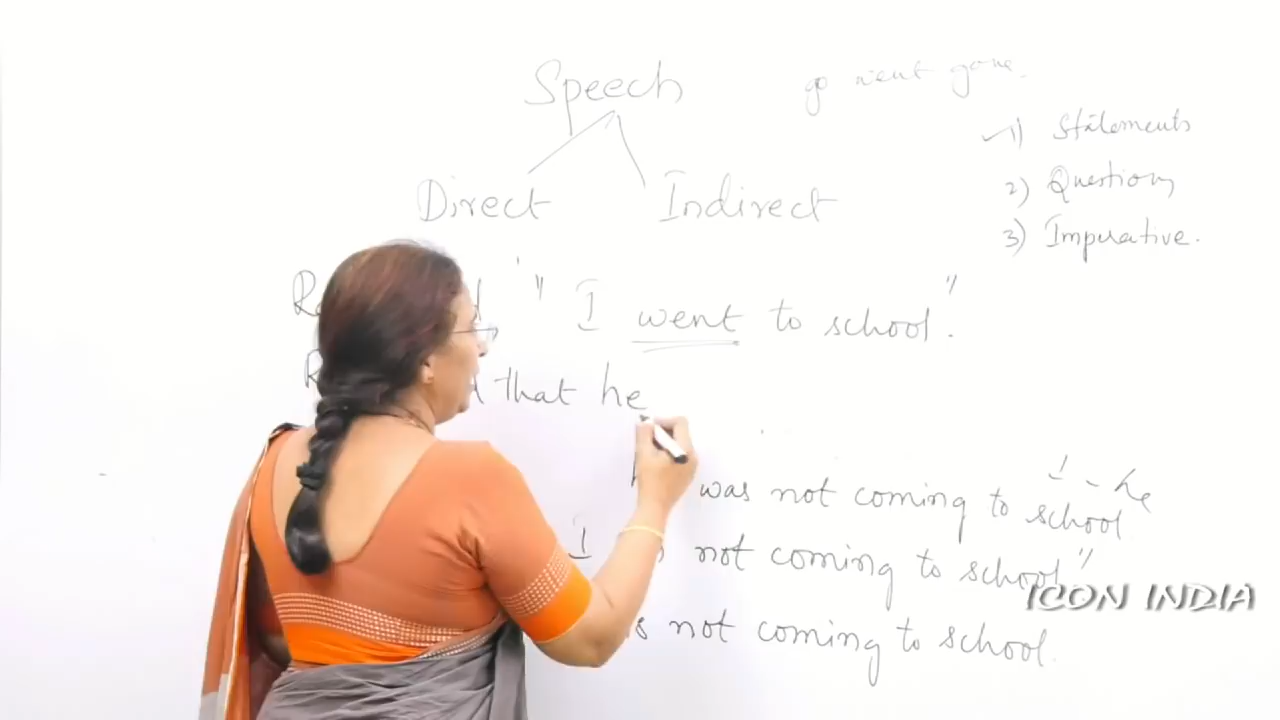 Speech
go went gone.
1) Statements
2) Questions
3) Imperative.
Direct Indirect
" I went to school."
that he
I - he
was not coming to school
I not coming to school"
not coming to school.
ICON INDIA